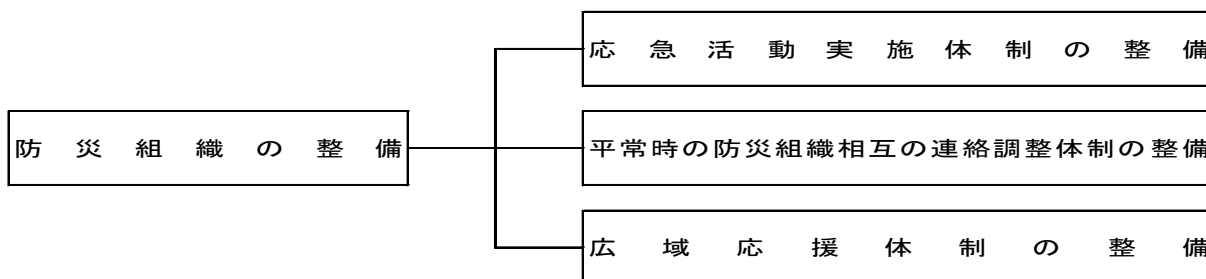 防災組織の整備
応急活動実施体制の整備
平常時の防災組織相互の連絡調整体制の整備
広域応援体制の整備